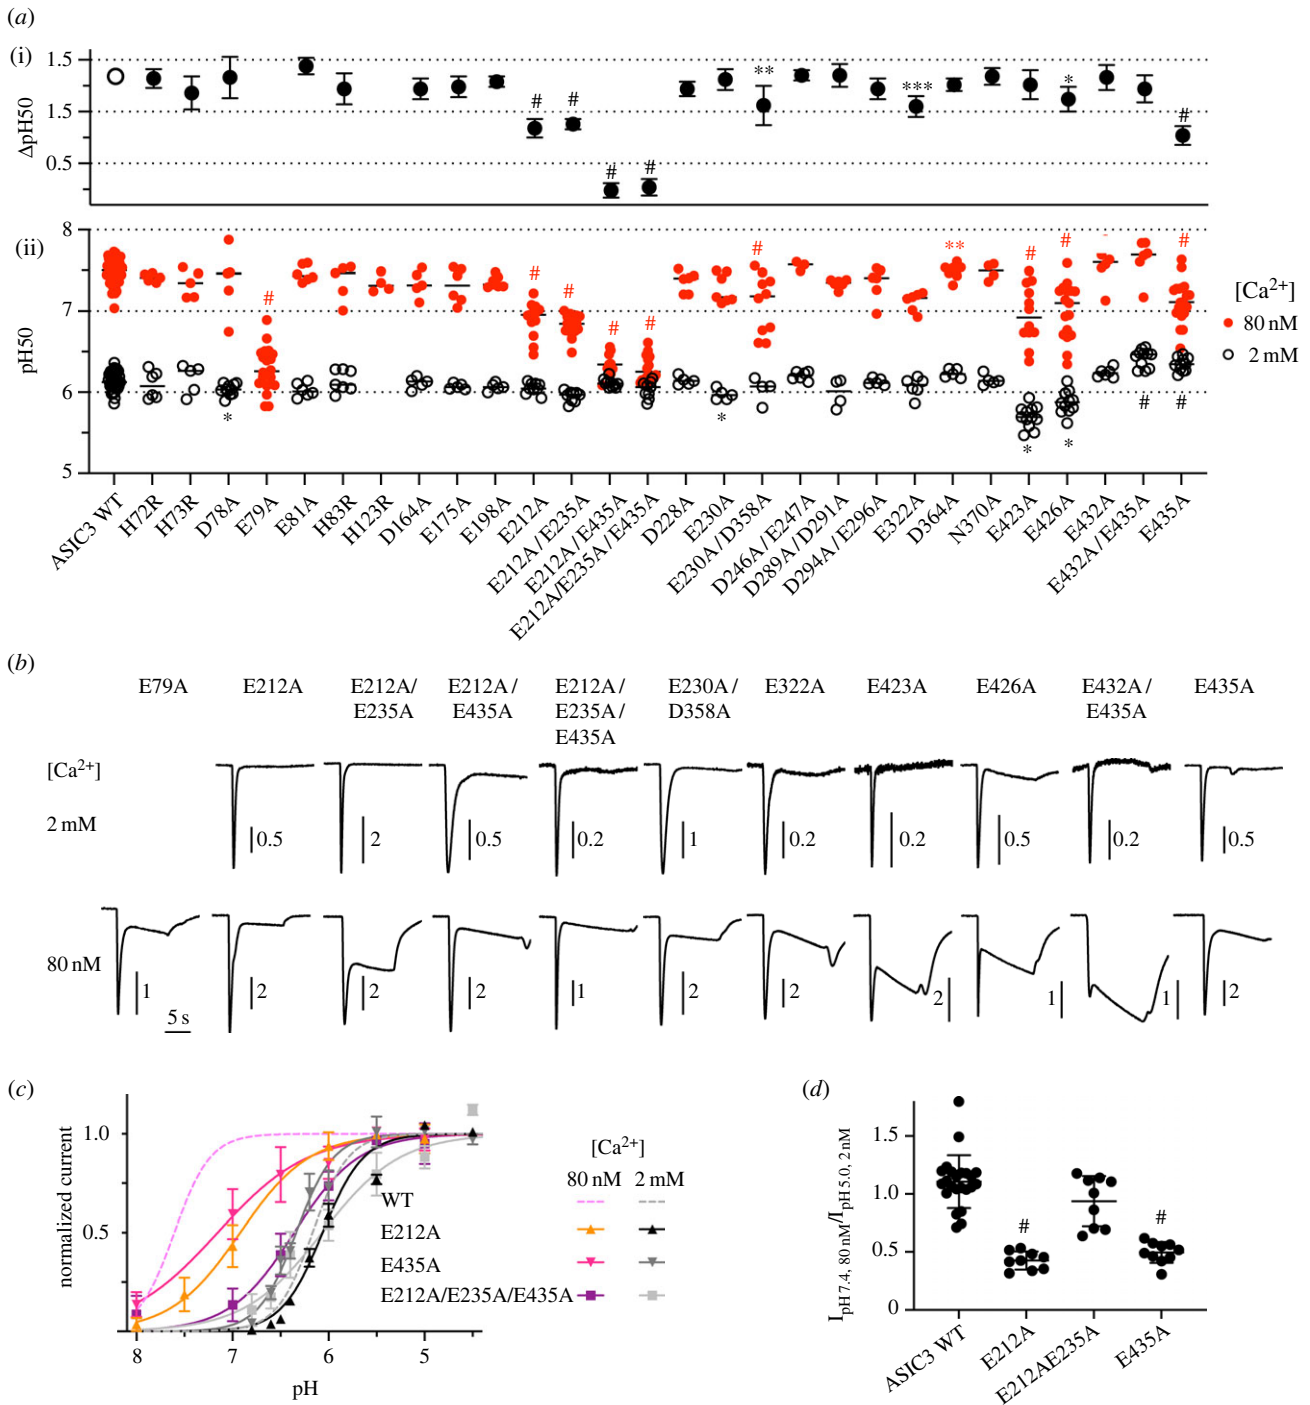 (a)
(i)
1.5
1.5
0.5
ΔpH50
# # # # ** *** * #
(ii)
8
7
6
5
pH50
# # # # # # ** # # #
* * * * # #
[Ca2+]
80 nM
2 mM
ASIC3 WT
H72R
H73R
D78A
E79A
E81A
H83R
H123R
D164A
E175A
E198A
E212A
E212A / E235A
E212A / E435A
E212A/E235A / E435A
D228A
E230A
E230A / D358A
D246A / E247A
D289A / D291A
D294A / E296A
E322A
D364A
N370A
E423A
E426A
E432A
E432A / E435A
E435A
(b)
E79A
E212A
E212A/
E235A
E212A /
E435A
E212A /
E235A /
E435A
E230A /
D358A
E322A
E423A
E426A
E432A /
E435A
E435A
[Ca2+]
2 mM
0.5 2 0.5 0.2 1 0.2 0.2 0.5 0.2 0.5
80 nM
1 2 2 2 1 2 2 2 1 1 2
5 s
(c)
1.0
0.5
normalized current
8 7 6 5
pH
[Ca2+]
80 nM 2 mM
WT
E212A
E435A
E212A/E235A/E435A
(d)
1.5
1.0
0.5
0
IpH 7.4, 80 nM/IpH 5.0, 2 nM
# #
ASIC3 WT
E212A
E212AE235A
E435A